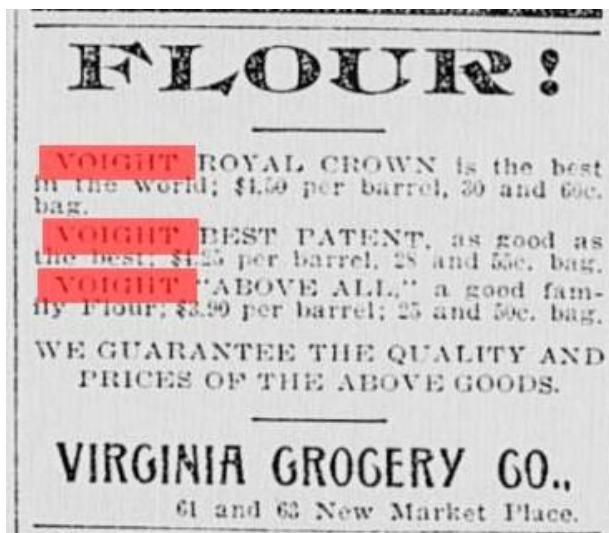 FLOUR!
VOIGHT ROYAL CROWN is the best
in the world; $4.50 per barrel, 30 and 60c.
bag.
VOIGHT BEST PATENT, as good as
the best; $4.25 per barrel, 28 and 55c. bag.
VOIGHT "ABOVE ALL," a good fam-
ily Flour; $3.90 per barrel; 25 and 50c. bag.
WE GUARANTEE THE QUALITY AND
PRICES OF THE ABOVE GOODS.
VIRGINIA GROCERY CO.,
61 and 63 New Market Place.